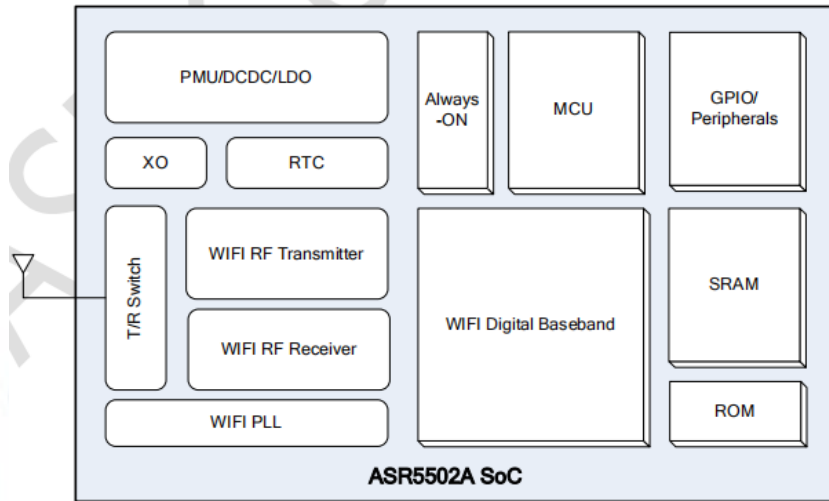 PMU/DCDC/LDO
XO
RTC
T/R Switch
WIFI RF Transmitter
WIFI RF Receiver
WIFI PLL
Always
-ON
MCU
GPIO/
Peripherals
WIFI Digital Baseband
SRAM
ROM
ASR5502A SoC